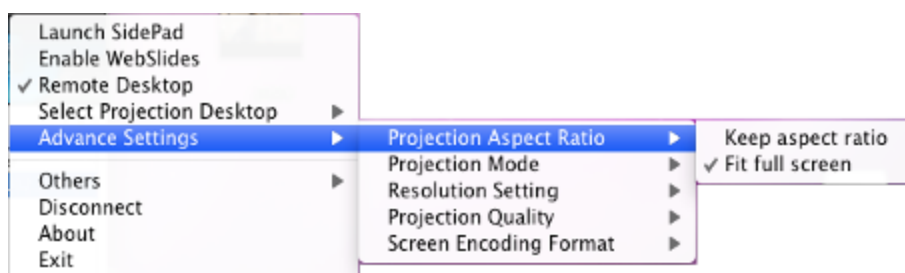 Launch SidePad
Enable WebSlides
✓ Remote Desktop
Select Projection Desktop
Advance Settings
Others
Disconnect
About
Exit
Projection Aspect Ratio
Projection Mode
Resolution Setting
Projection Quality
Screen Encoding Format
Keep aspect ratio
✓ Fit full screen